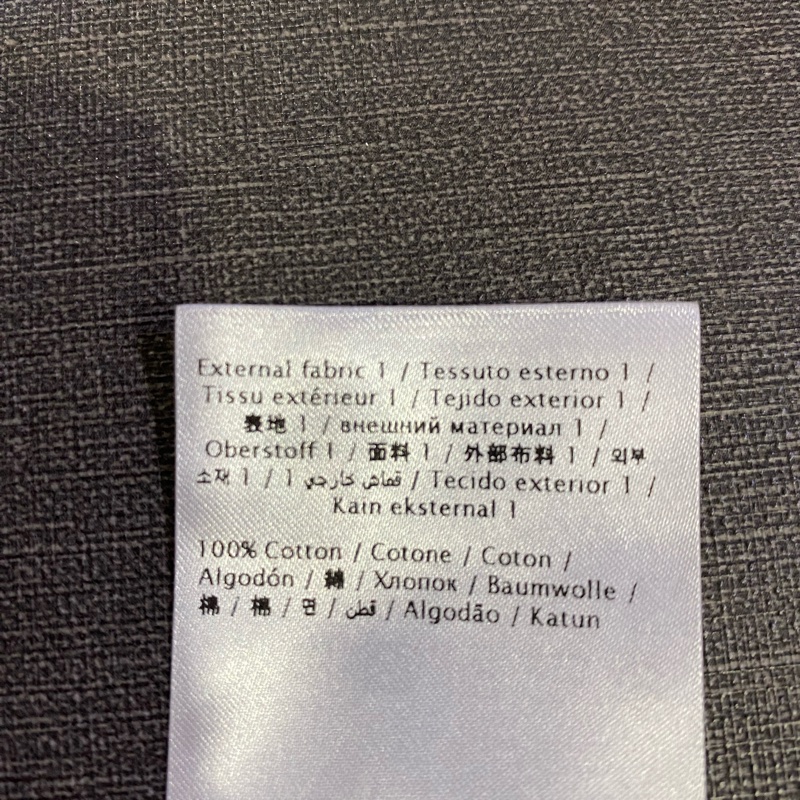 External fabric 1 / Tessuto esterno 1 /
Tissu extérieur 1 / Tejido exterior 1 /
表地 1 / внешний материал 1 /
Oberstoff 1 / 面料 1 / 外部布料 1 / 외부
소재 1 / 1 قماش خارجي / Tecido exterior 1 /
Kain eksternal 1
100% Cotton / Cotone / Coton /
Algodón / 綿 / Хлопок / Baumwolle /
棉 / 棉 / 면 / قطن / Algodão / Katun